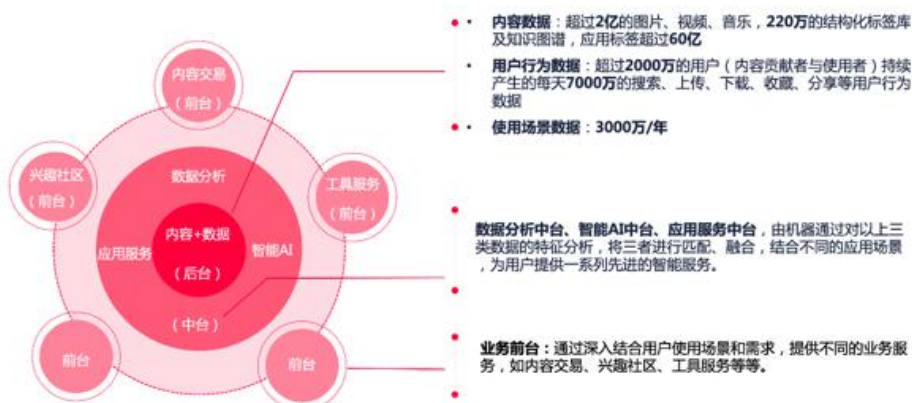 内容交易
（前台）
兴趣社区
（前台）
数据分析
工具服务
（前台）
内容+数据
应用服务
智能AI
（后台）
（中台）
前台
前台
• 内容数据：超过2亿的图片、视频、音乐，220万的结构化标签库
及知识图谱，应用标签超过60亿
• 用户行为数据：超过2000万的用户（内容贡献者与使用者）持续
产生的每天7000万的搜索、上传、下载、收藏、分享等用户行为
数据
• 使用场景数据：3000万/年
数据分析中台、智能AI中台、应用服务中台，由机器通过对以上三
类数据的特征分析，将三者进行匹配、融合，结合不同的应用场景
，为用户提供一系列先进的智能服务。
业务前台：通过深入结合用户使用场景和需求，提供不同的业务服
务，如内容交易、兴趣社区、工具服务等等。